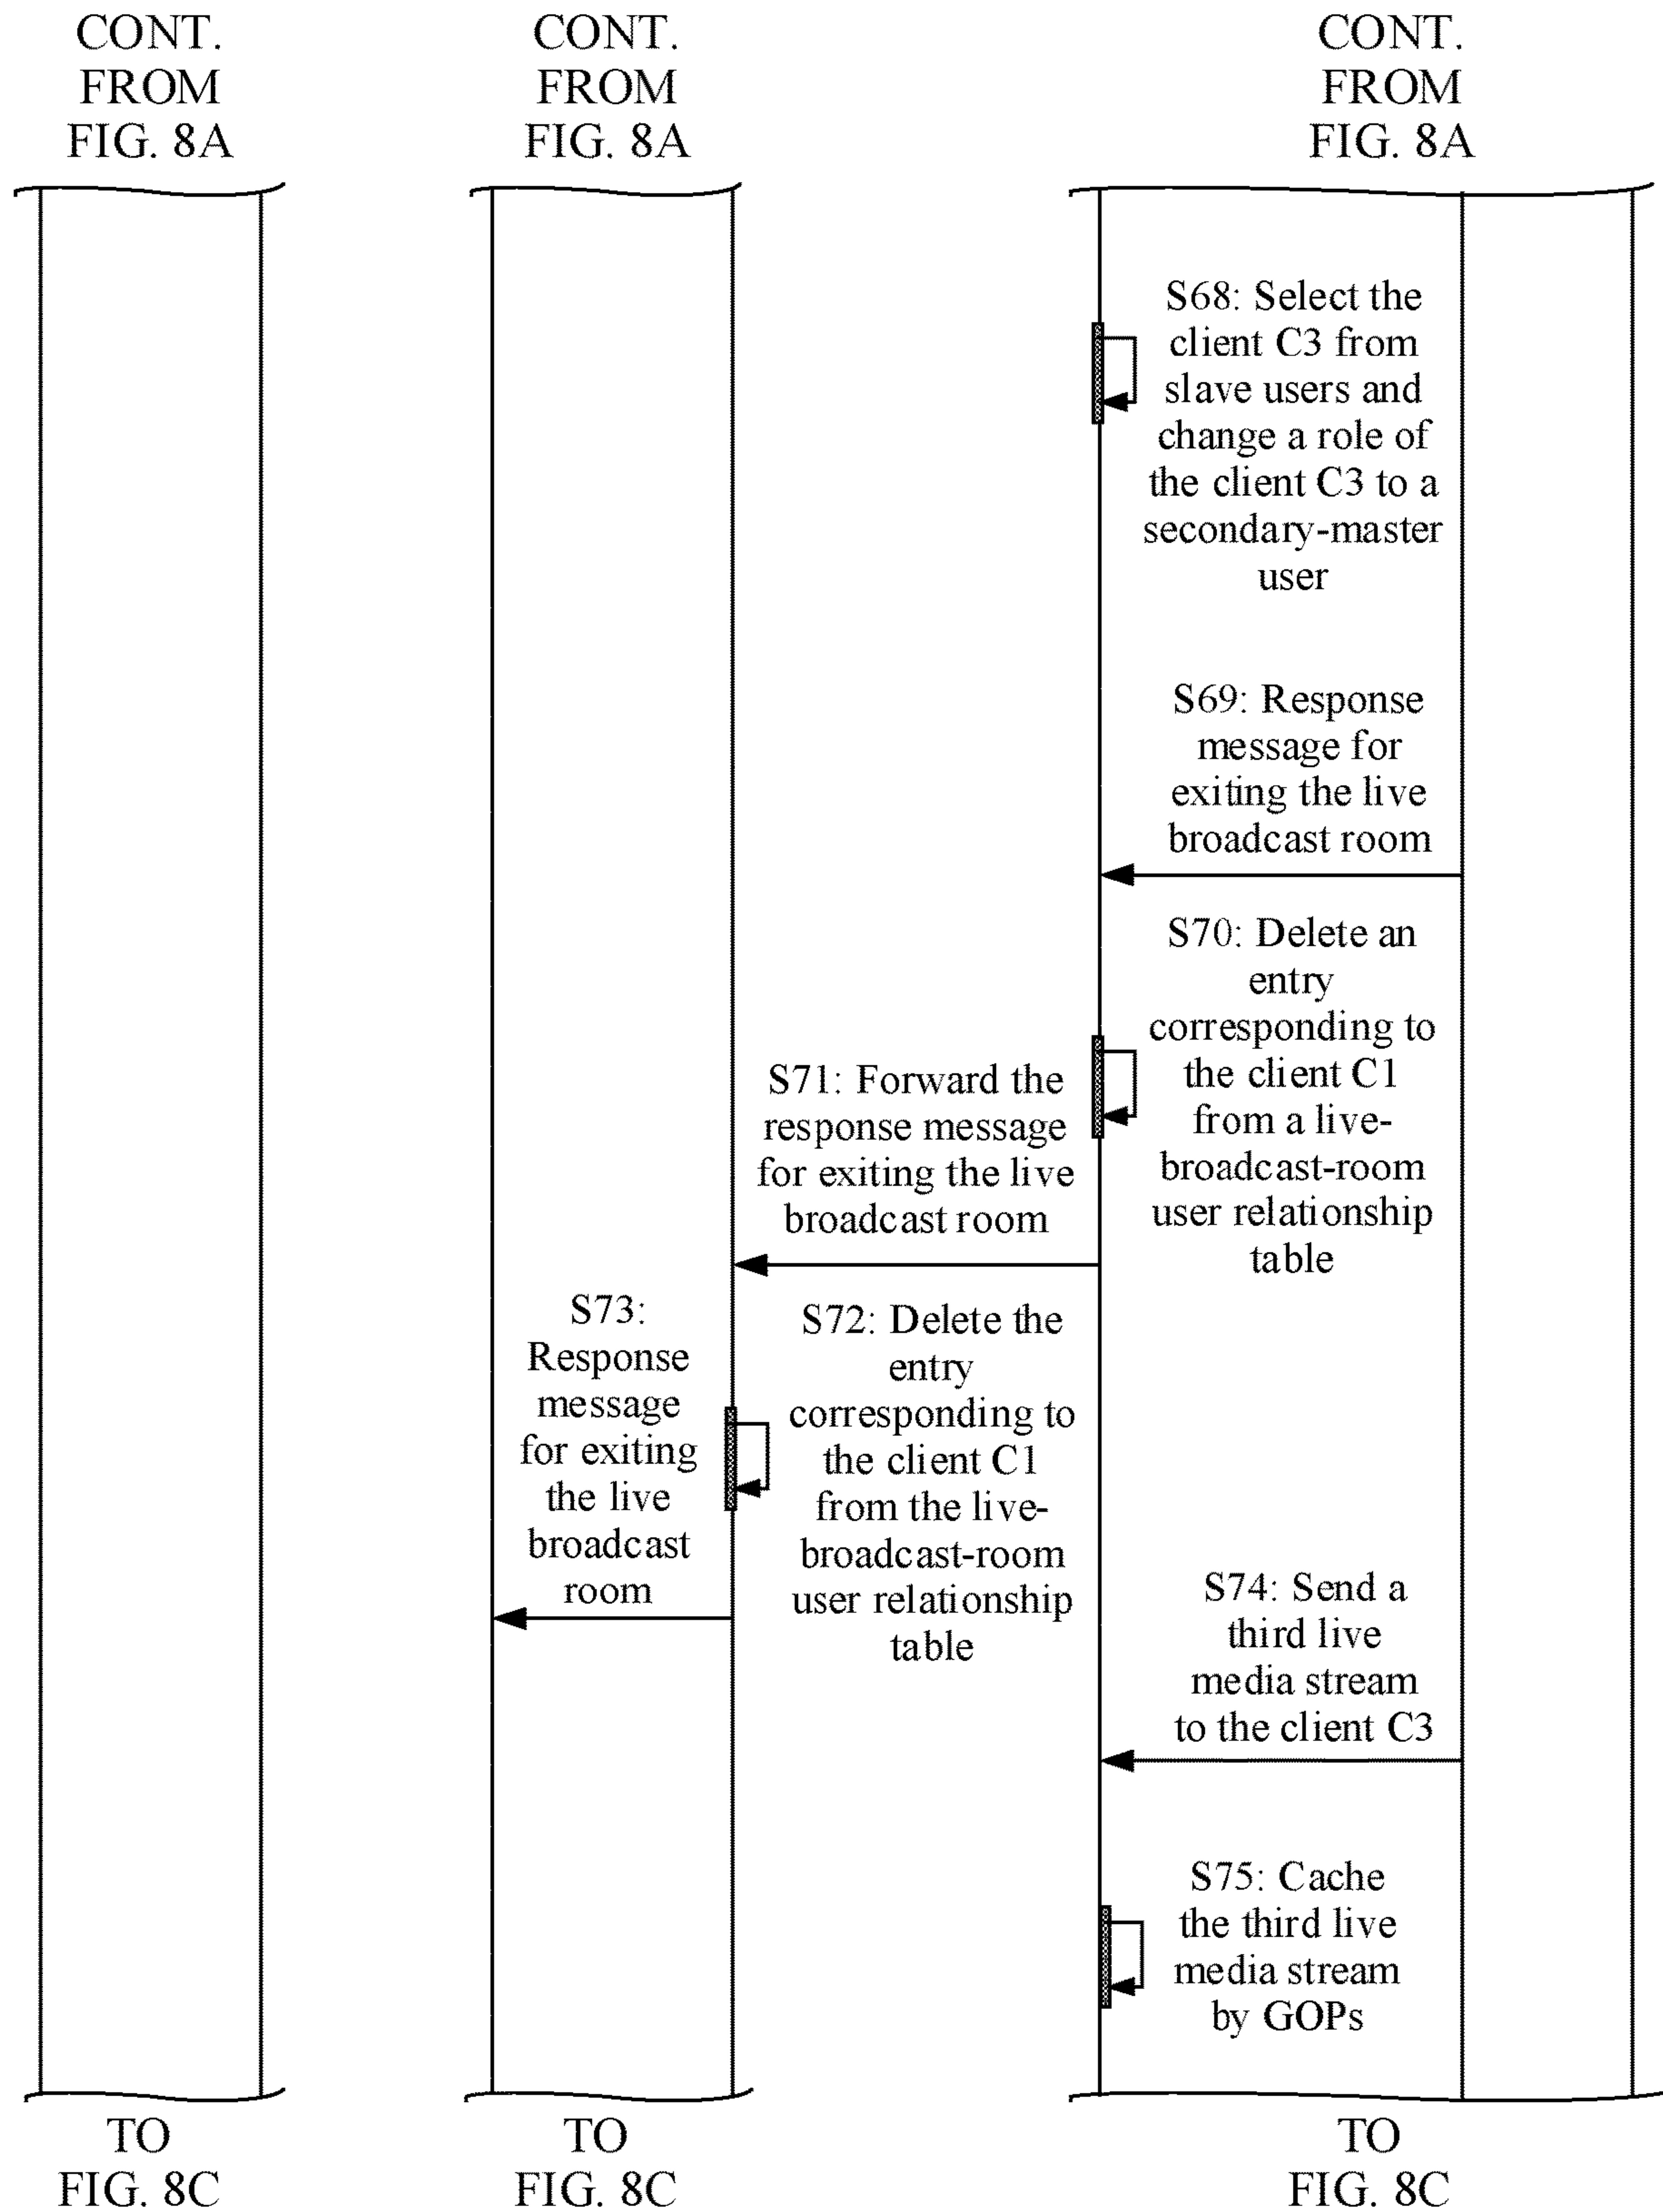 CONT.
FROM
FIG. 8A
CONT.
FROM
FIG. 8A
CONT.
FROM
FIG. 8A
S68: Select the
client C3 from
slave users and
change a role of
the client C3 to a
secondary-master
user
S69: Response
message for
exiting the live
broadcast room
S70: Delete an
entry
corresponding to
the client C1
from a live-
broadcast-room
user relationship
table
S71: Forward the
response message
for exiting the live
broadcast room
S72: Delete the
entry
corresponding to
the client C1
from the live-
broadcast-room
user relationship
table
S73:
Response
message
for exiting
the live
broadcast
room
S74: Send a
third live
media stream
to the client C3
S75: Cache
the third live
media stream
by GOPs
TO
FIG. 8C
TO
FIG. 8C
TO
FIG. 8C